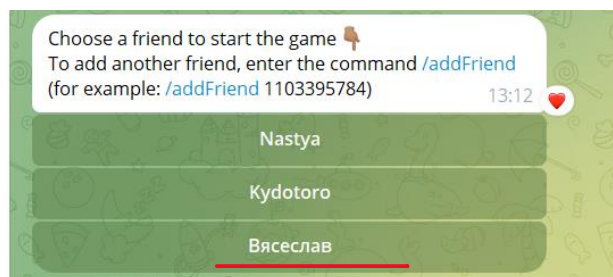 Choose a friend to start the game 👇🏽
To add another friend, enter the command /addFriend
(for example: /addFriend 1103395784)
13:12
Nastya
Kydotoro
Вясеслав